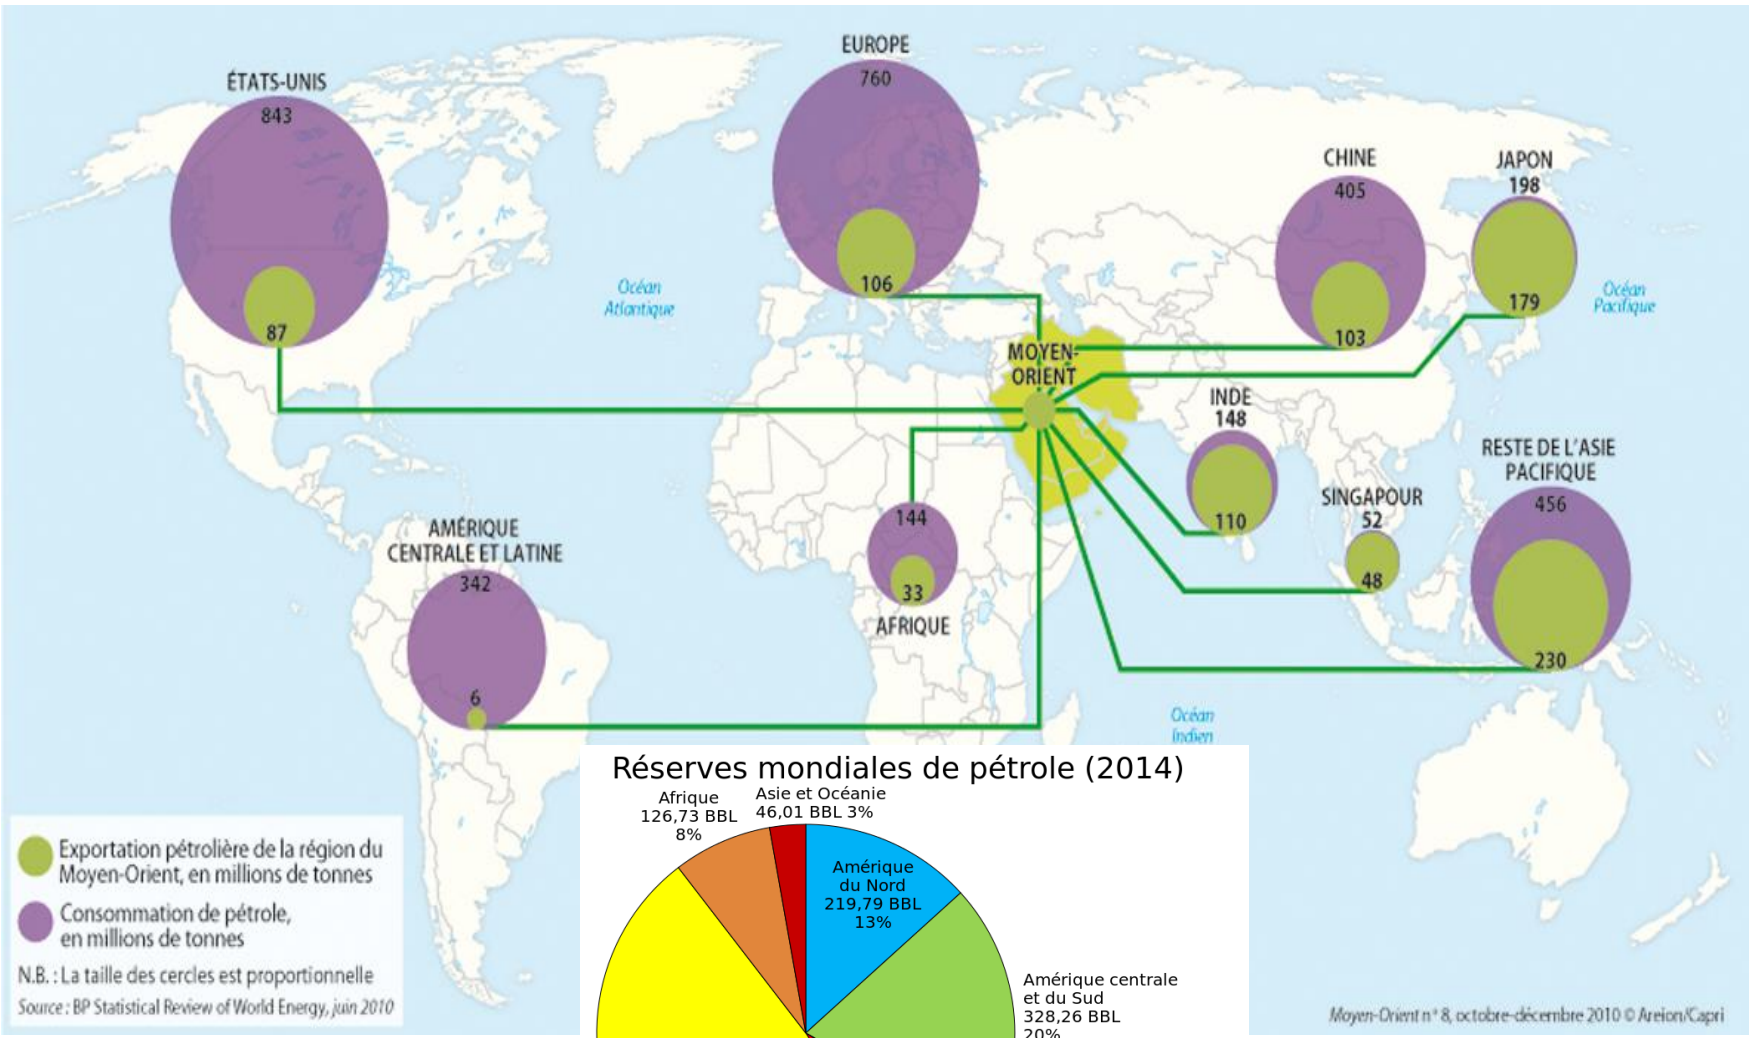 EUROPE
760
106
ÉTATS-UNIS
843
87
CHINE
405
103
JAPON
198
179
Océan
Atlantique
Océan
Pacifique
MOYEN-
ORIENT
INDE
148
110
RESTE DE L'ASIE
PACIFIQUE
456
230
SINGAPOUR
52
48
AMÉRIQUE
CENTRALE ET LATINE
342
6
144
33
AFRIQUE
Océan
Indien
Réserves mondiales de pétrole (2014)
Afrique
126,73 BBL
8%
Asie et Océanie
46,01 BBL 3%
Amérique
du Nord
219,79 BBL
13%
Amérique centrale
et du Sud
328,26 BBL
20%
Exportation pétrolière de la région du
Moyen-Orient, en millions de tonnes
Consommation de pétrole,
en millions de tonnes
N.B. : La taille des cercles est proportionnelle
Source : BP Statistical Review of World Energy, juin 2010
Moyen-Orient n° 8, octobre-décembre 2010 © Areion/Capri